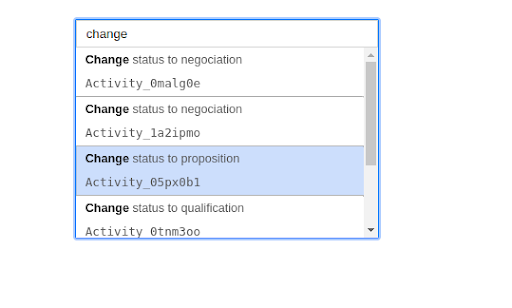 change
Change status to negociation
Activity_0malg0e
Change status to negociation
Activity_1a2ipmo
Change status to proposition
Activity_05px0b1
Change status to qualification
Activity_0tnm3oo